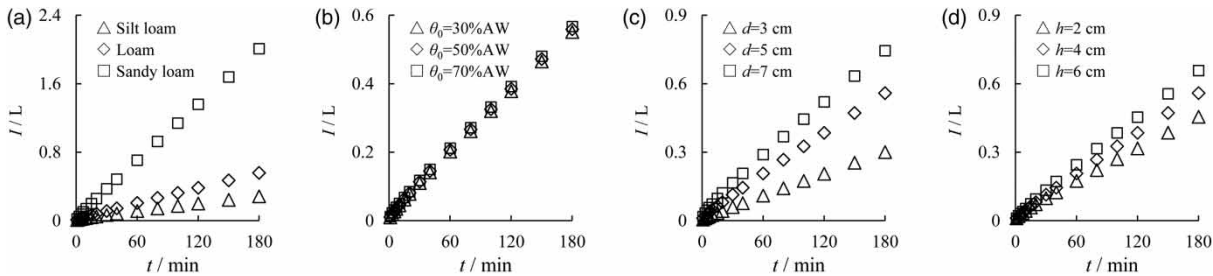 (a)
2.4
1.6
0.8
0
I / L
Silt loam
Loam
Sandy loam
0 60 120 180
t / min
(b)
0.6
0.4
0.2
0
I / L
θ₀=30%AW
θ₀=50%AW
θ₀=70%AW
0 60 120 180
t / min
(c)
0.9
0.6
0.3
0
I / L
d=3 cm
d=5 cm
d=7 cm
0 60 120 180
t / min
(d)
0.9
0.6
0.3
0
I / L
h=2 cm
h=4 cm
h=6 cm
0 60 120 180
t / min